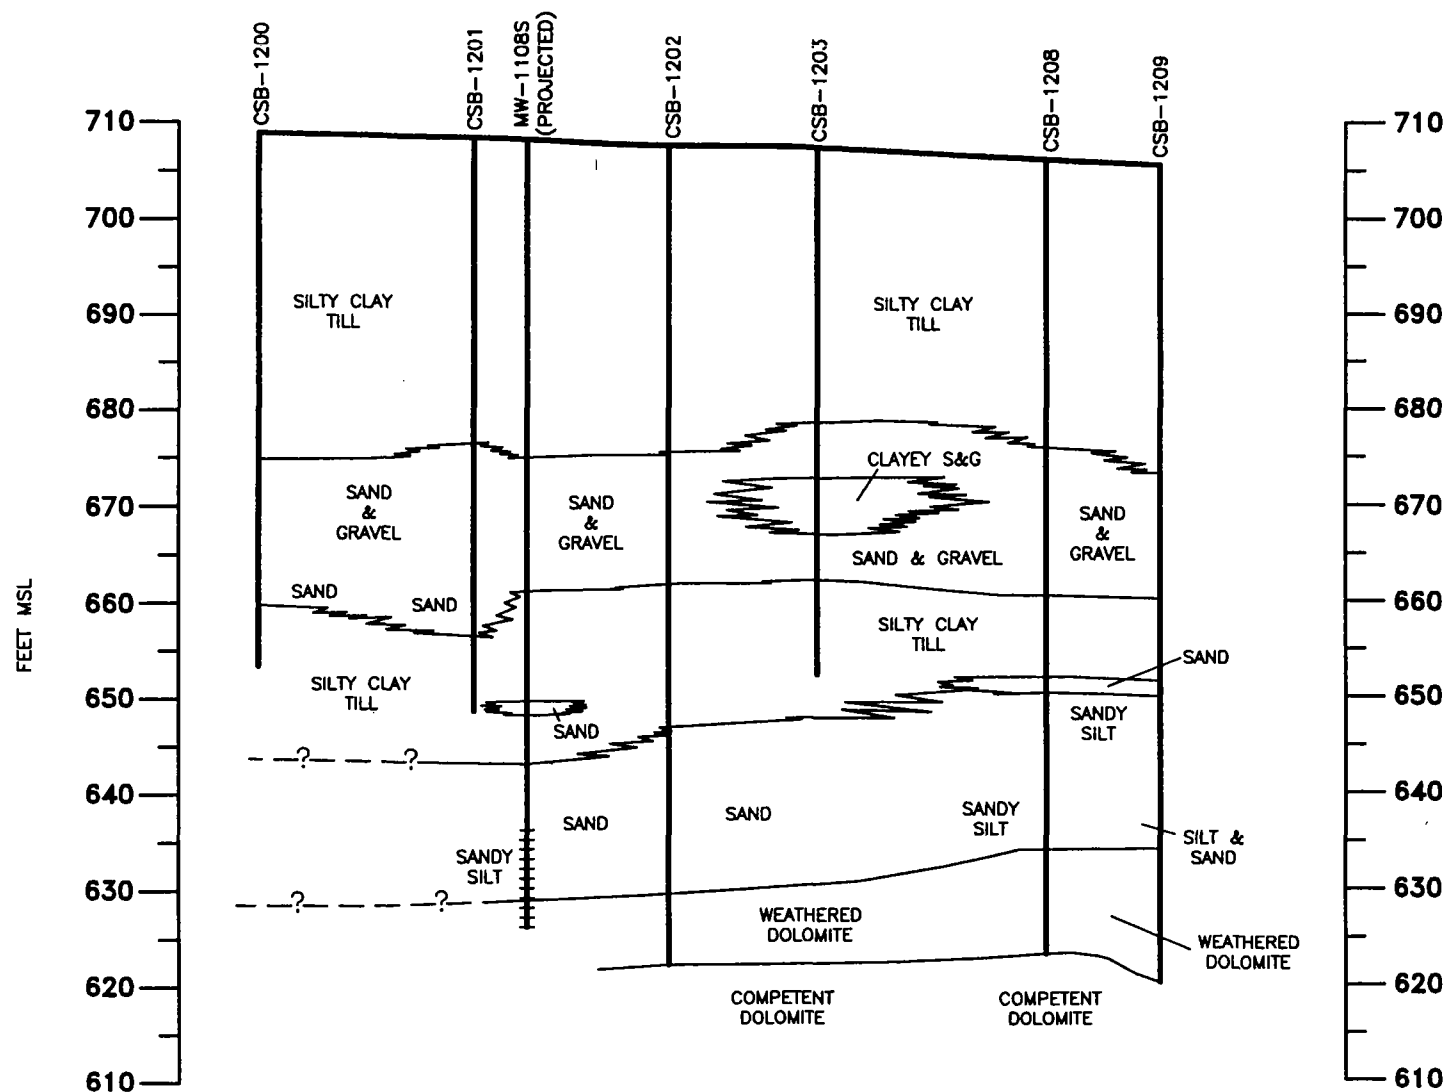 CSB-1200
CSB-1201
MW-1108S
(PROJECTED)
CSB-1202
CSB-1203
CSB-1208
CSB-1209
710
710
700
700
SILTY CLAY
TILL
SILTY CLAY
TILL
690
690
680
680
CLAYEY S&G
SAND
&
GRAVEL
SAND
&
GRAVEL
SAND
&
GRAVEL
670
670
SAND & GRAVEL
SAND
SAND
660
660
FEET MSL
SILTY CLAY
TILL
SAND
SILTY CLAY
TILL
650
650
SAND
SANDY
SILT
?
?
640
640
SAND
SAND
SANDY
SILT
SILT &
SAND
SANDY
SILT
630
630
?
?
WEATHERED
DOLOMITE
WEATHERED
DOLOMITE
620
620
COMPETENT
DOLOMITE
COMPETENT
DOLOMITE
610
610